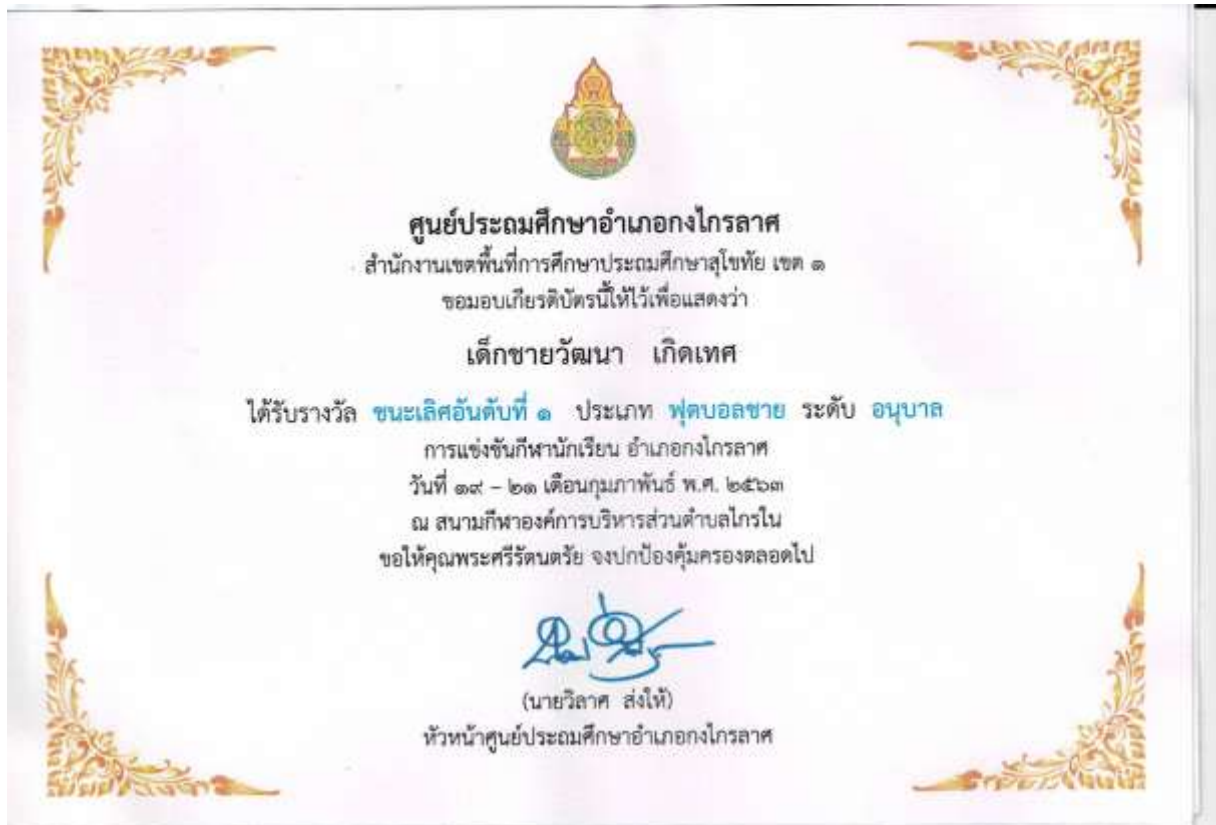 ศูนย์ประถมศึกษาอำเภอกงไกรลาศ
สำนักงานเขตพื้นที่การศึกษาประถมศึกษาสุโขทัย เขต ๑
ขอมอบเกียรติบัตรนี้ให้ไว้เพื่อแสดงว่า
เด็กชายวัฒนา เกิดเทศ
ได้รับรางวัล ชนะเลิศอันดับที่ ๑ ประเภท ฟุตบอลชาย ระดับ อนุบาล
การแข่งขันกีฬานักเรียน อำเภอกงไกรลาศ
วันที่ ๑๙ – ๒๑ เดือนกุมภาพันธ์ พ.ศ. ๒๕๖๓
ณ สนามกีฬาองค์การบริหารส่วนตำบลไกรใน
ขอให้คุณพระศรีรัตนตรัย จงปกป้องคุ้มครองตลอดไป
(นายวิลาศ ส่งให้)
หัวหน้าศูนย์ประถมศึกษาอำเภอกงไกรลาศ